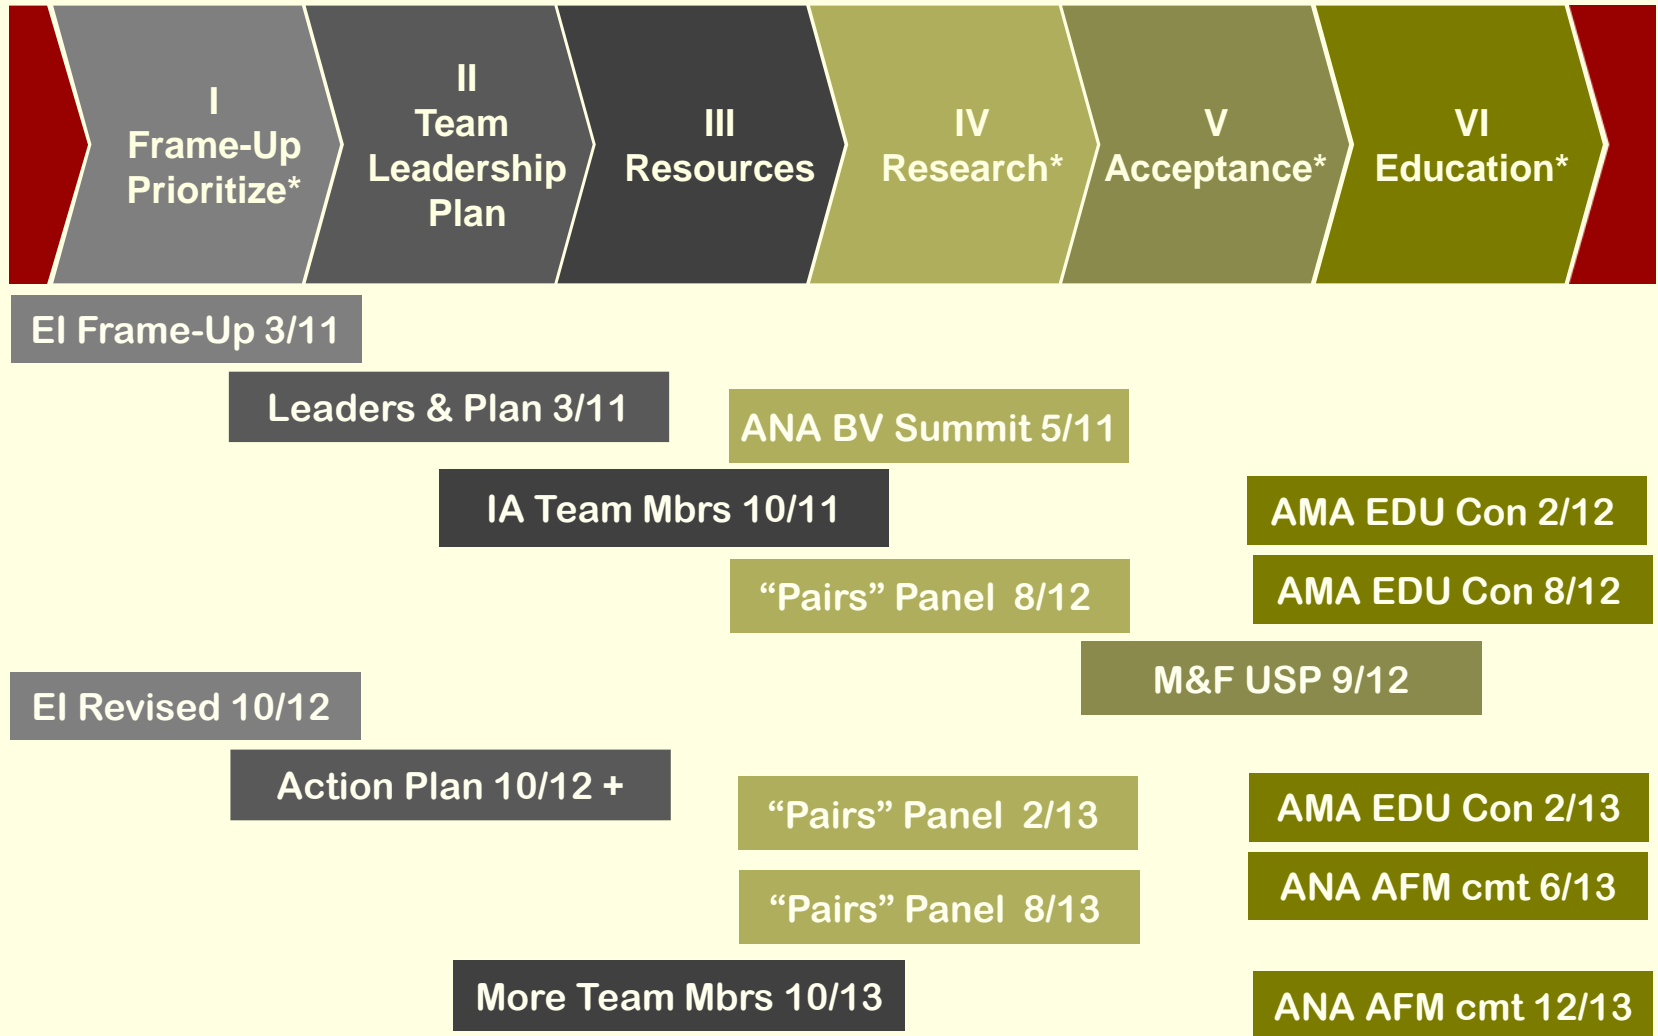 I
Frame-Up
Prioritize*
II
Team
Leadership
Plan
III
Resources
IV
Research*
V
Acceptance*
VI
Education*
EI Frame-Up 3/11
Leaders & Plan 3/11
ANA BV Summit 5/11
IA Team Mbrs 10/11
AMA EDU Con 2/12
“Pairs” Panel  8/12
AMA EDU Con 8/12
M&F USP 9/12
EI Revised 10/12
Action Plan 10/12 +
“Pairs” Panel  2/13
AMA EDU Con 2/13
ANA AFM cmt 6/13
“Pairs” Panel  8/13
More Team Mbrs 10/13
ANA AFM cmt 12/13